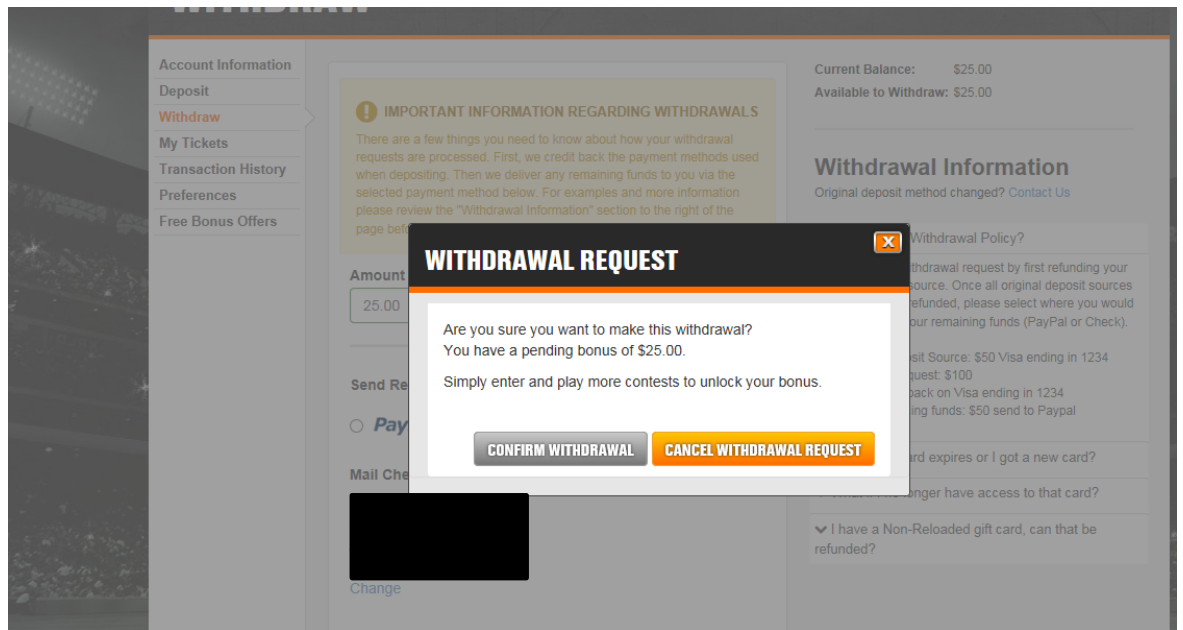 WITHDRAW
Account Information
Deposit
Withdraw
My Tickets
Transaction History
Preferences
Free Bonus Offers
IMPORTANT INFORMATION REGARDING WITHDRAWALS
There are a few things you need to know about how your withdrawal
requests are processed. First, we credit back the payment methods used
when depositing. Then we deliver any remaining funds to you via the
selected payment method below. For examples and more information
please review the "Withdrawal Information" section to the right of the
page
Amount
25.00
Send
Pay
Mail
Change
WITHDRAWAL REQUEST
X
Are you sure you want to make this withdrawal?
You have a pending bonus of $25.00.
Simply enter and play more contests to unlock your bonus.
CONFIRM WITHDRAWAL
CANCEL WITHDRAWAL REQUEST
Current Balance: $25.00
Available to Withdraw: $25.00
Withdrawal Information
Original deposit method changed? Contact Us
Withdrawal Policy?
request by first refunding your
source. Once all original deposit sources
refunded, please select where you would
our remaining funds (PayPal or Check).
Source: $50 Visa ending in 1234
$100
back on Visa ending in 1234
funds: $50 send to Paypal
expires or I got a new card?
longer have access to that card?
I have a Non-Reloaded gift card, can that be
refunded?